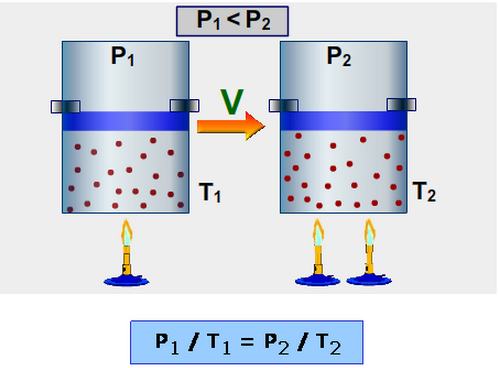 P₁ < P₂
P₁ P₂
V
T₁ T₂
P₁ / T₁ = P₂ / T₂